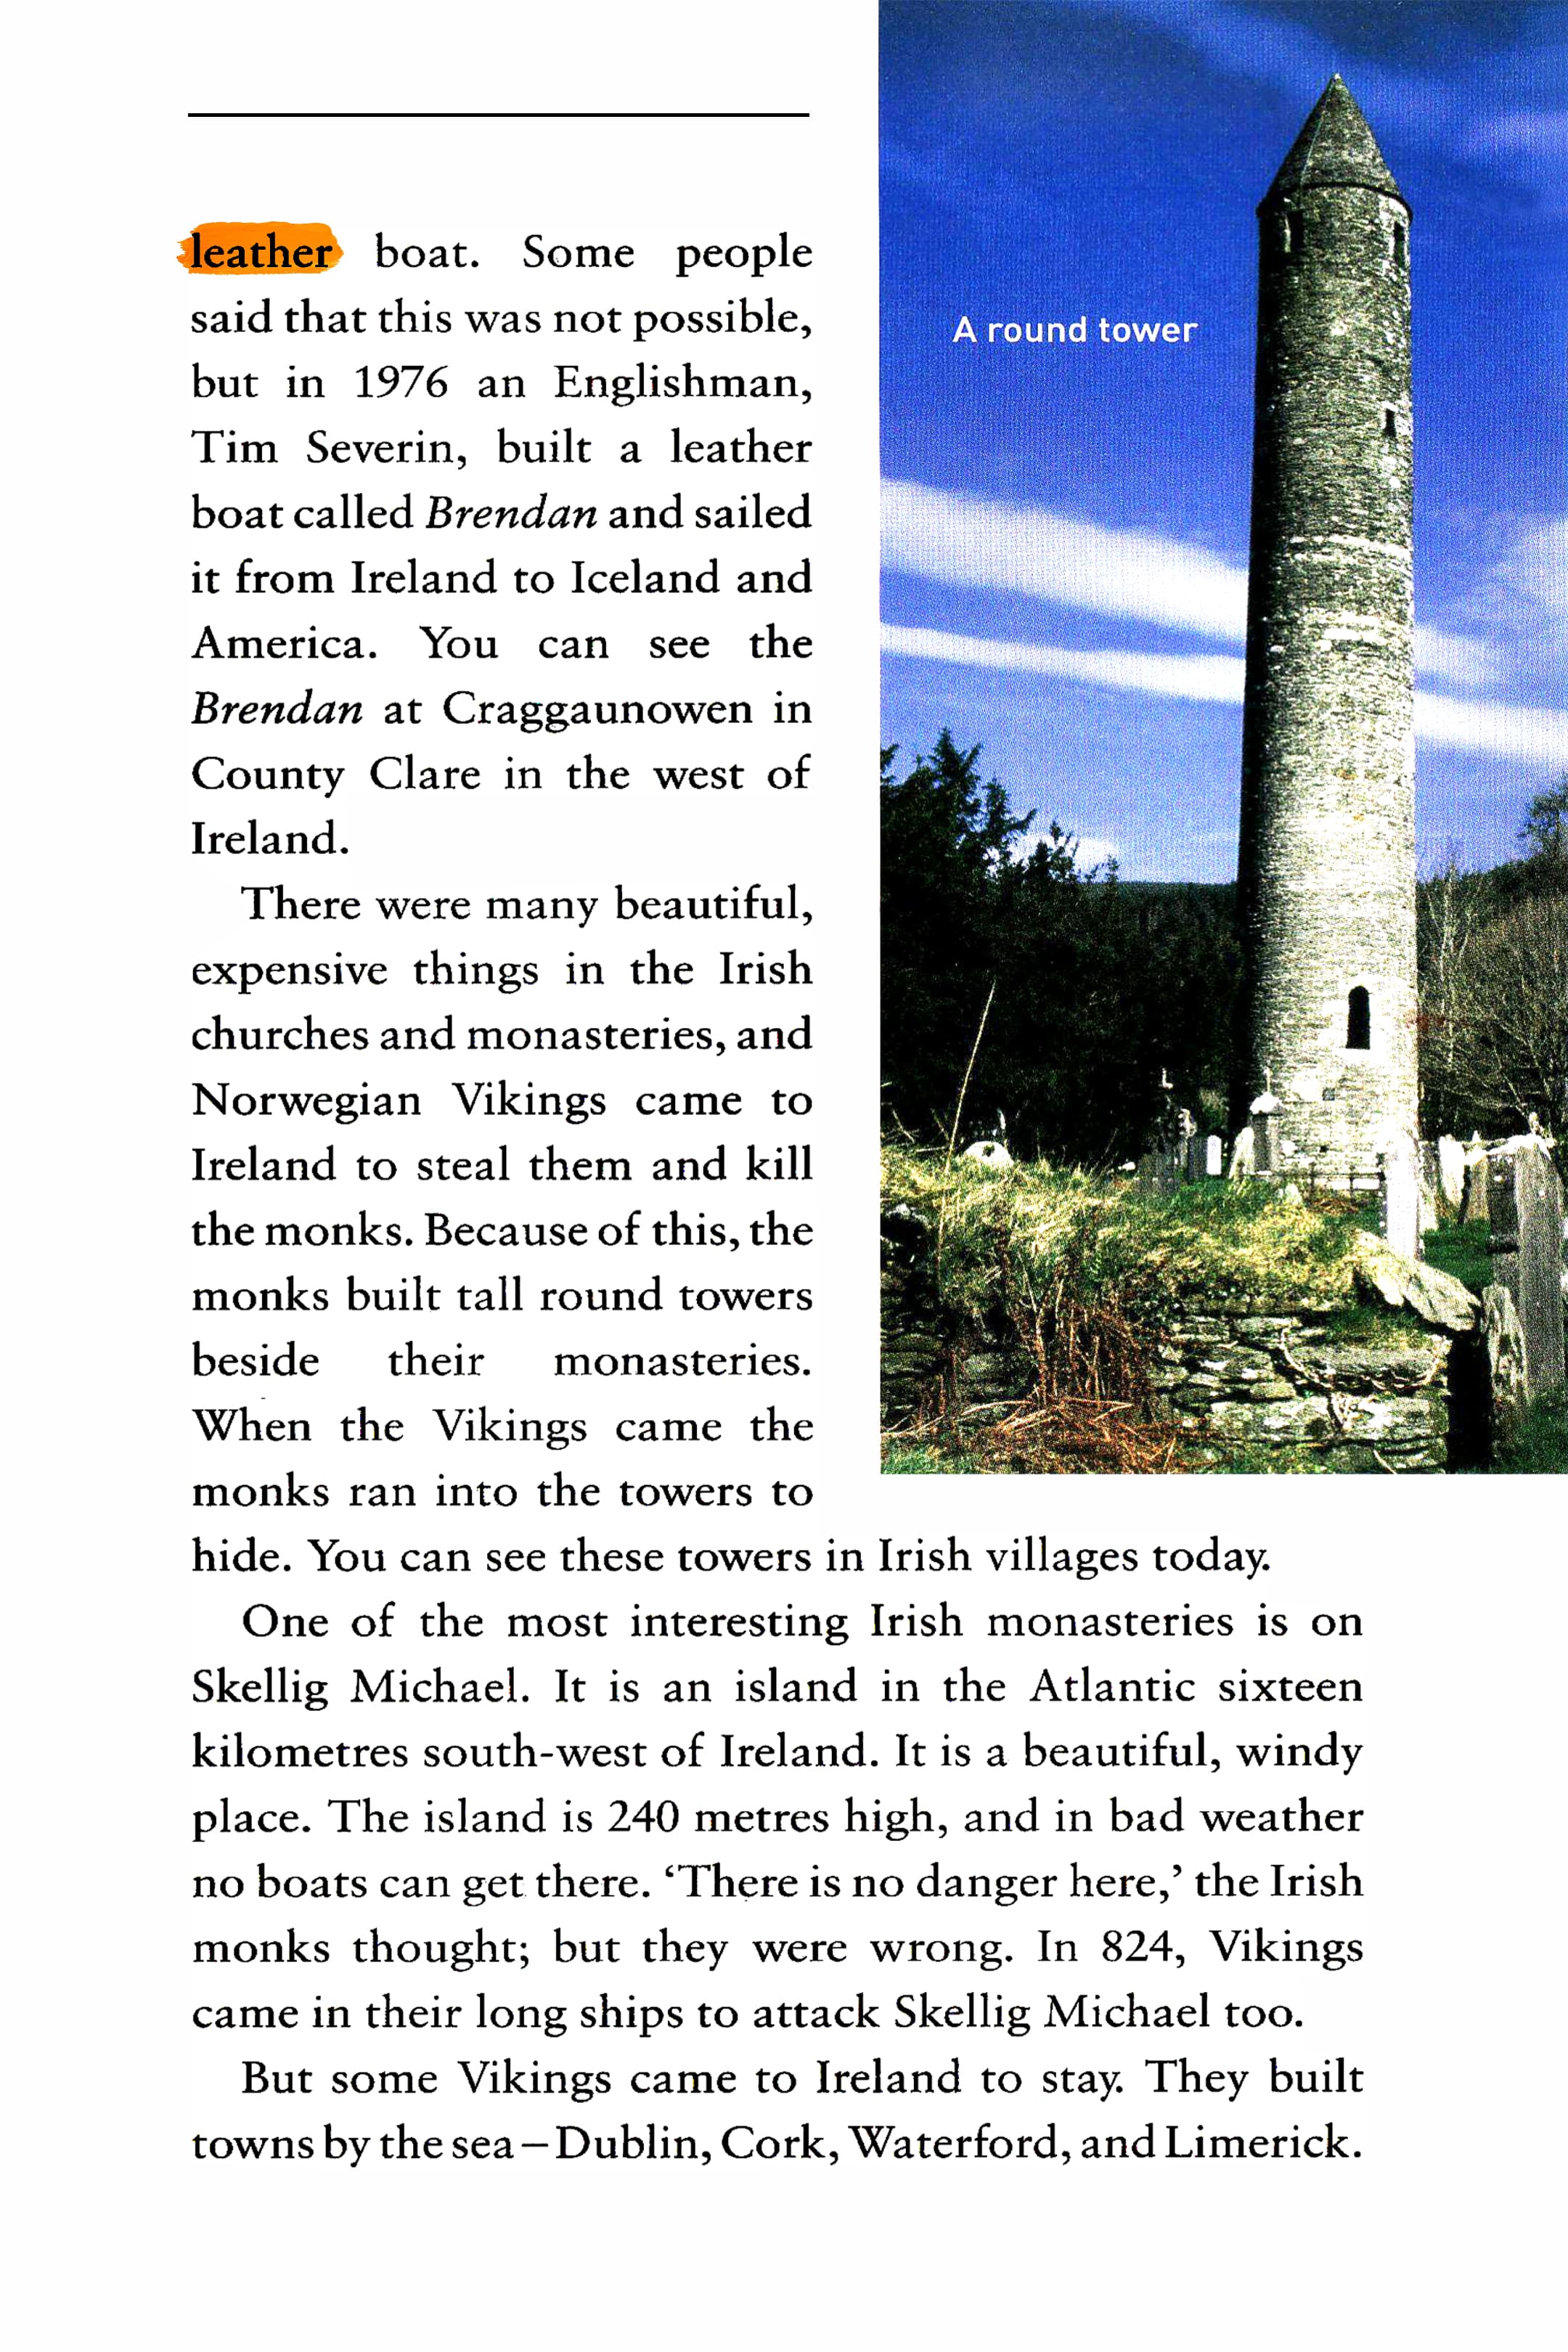 leather boat. Some people
said that this was not possible,
but in 1976 an Englishman,
Tim Severin, built a leather
boat called Brendan and sailed
it from Ireland to Iceland and
America. You can see the
Brendan at Craggaunowen in
County Clare in the west of
Ireland.
There were many beautiful,
expensive things in the Irish
churches and monasteries, and
Norwegian Vikings came to
Ireland to steal them and kill
the monks. Because of this, the
monks built tall round towers
beside their monasteries.
When the Vikings came the
monks ran into the towers to
hide. You can see these towers in Irish villages today.
One of the most interesting Irish monasteries is on
Skellig Michael. It is an island in the Atlantic sixteen
kilometres south-west of Ireland. It is a beautiful, windy
place. The island is 240 metres high, and in bad weather
no boats can get there. ‘There is no danger here,’ the Irish
monks thought; but they were wrong. In 824, Vikings
came in their long ships to attack Skellig Michael too.
But some Vikings came to Ireland to stay. They built
towns by the sea – Dublin, Cork, Waterford, and Limerick.
A round tower